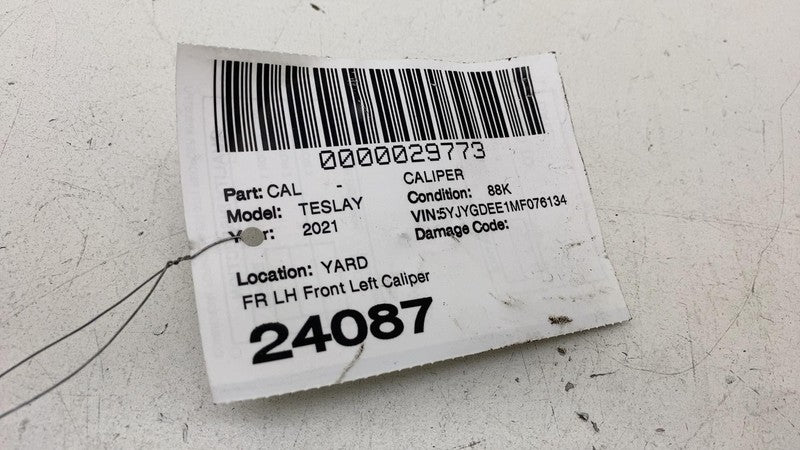 0000029773
Part: CAL - CALIPER
Model: TESLAY Condition: 88K
Year: 2021 VIN:5YJYGDEE1MF076134
Damage Code:
Location: YARD
FR LH Front Left Caliper
24087